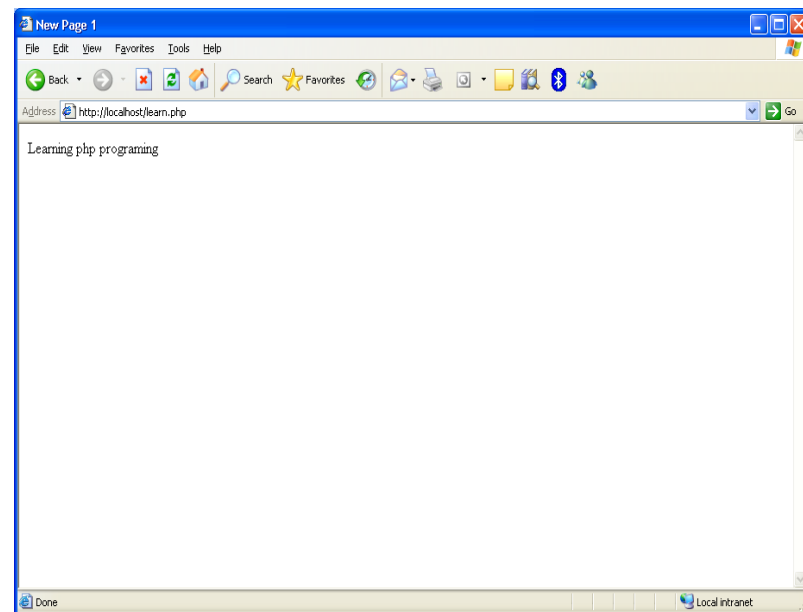 New Page 1
File Edit View Favorites Tools Help
Back Search Favorites
Address http://localhost/learn.php Go
Learning php programing
Done Local intranet